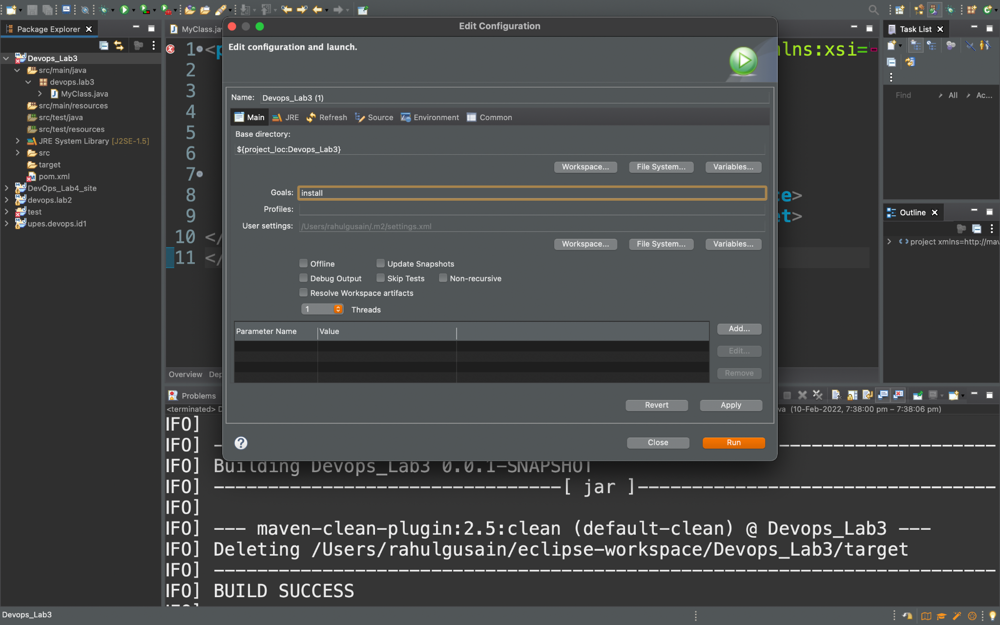 Package Explorer
Devops_Lab3
src/main/java
devops.lab3
MyClass.java
src/main/resources
src/test/java
src/test/resources
JRE System Library [J2SE-1.5]
src
target
pom.xml
DevOps_Lab4_site
devops.lab2
test
upes.devops.id1
MyClass.ja
1 <p
lns:xsi=
2
3
4
5
6
7
8
e>
9
t>
10 </
11 </
Overview Dep
Edit Configuration
Edit configuration and launch.
Name: Devops_Lab3 (1)
Main JRE Refresh Source Environment Common
Base directory:
${project_loc:Devops_Lab3}
Workspace... File System... Variables...
Goals: install
Profiles:
User settings: /Users/rahulgusain/.m2/settings.xml
Workspace... File System... Variables...
Offline Update Snapshots
Debug Output Skip Tests Non-recursive
Resolve Workspace artifacts
1 Threads
Parameter Name Value
Add...
Edit...
Remove
Revert Apply
Close Run
Task List
Find All Ac...
Outline
project xmlns=http://mav
Problems
<terminated> D
va (10-Feb-2022, 7:38:00 pm – 7:38:06 pm)
IFO]
IFO] -----------------------------
IFO] Building Devops_Lab3 0.0.1-SNAPSHOT
IFO] --------------------------------[ jar ]---------------------------------
IFO]
IFO] --- maven-clean-plugin:2.5:clean (default-clean) @ Devops_Lab3 ---
IFO] Deleting /Users/rahulgusain/eclipse-workspace/Devops_Lab3/target
IFO] ------------------------------------------------------------------------
IFO] BUILD SUCCESS
Devops_Lab3